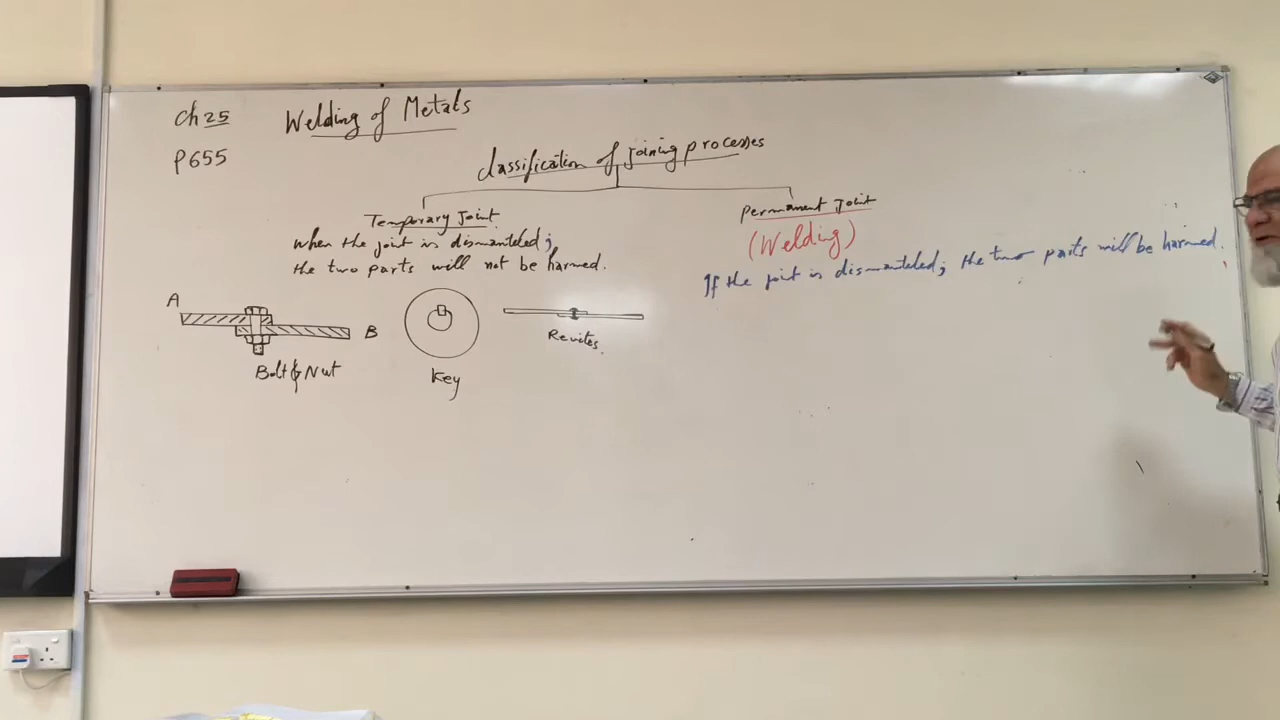 Ch 25
Welding of Metals
P655
Classification of joining processes
Temporary Joint
when the joint is dismanteled;
the two parts will not be harmed.
Permanent Joint
(Welding)
If the joint is dismanteled; the two parts will be harmed.
A
B
Bolt & Nut
Key
Revites.